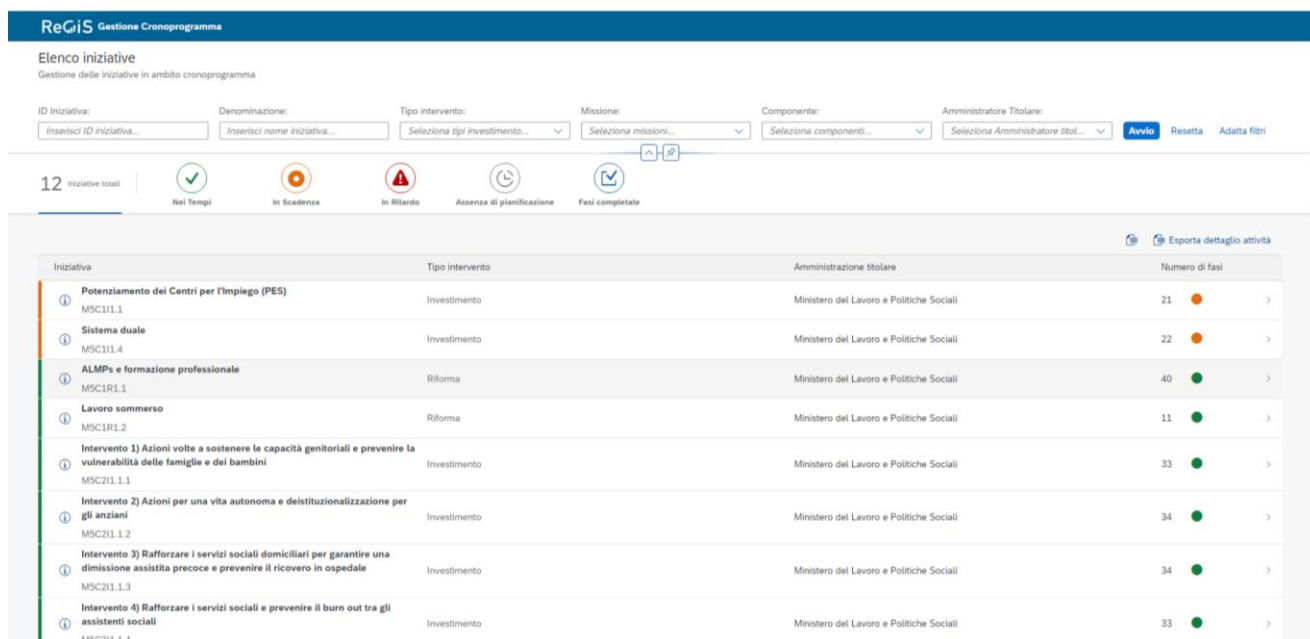 ReGiS Gestione Cronoprogramma
Elenco iniziative
Gestione delle iniziative in ambito cronoprogramma
ID Iniziativa: Denominazione: Tipo intervento: Missione: Componente: Amministratore Titolare:
Inserisci ID iniziativa... Inserisci nome iniziativa... Seleziona tipi investimento... Seleziona missioni... Seleziona componenti... Seleziona Amministratore titol... Avvio Resetta Adatta filtri
12 Iniziative totali
Nei Tempi In Scadenza In Ritardo Assenza di pianificazione Fasi completate
Esporta dettaglio attività
Iniziativa Tipo intervento Amministrazione titolare Numero di fasi
Potenziamento dei Centri per l'Impiego (PES)
M5C1I1.1 Investimento Ministero del Lavoro e Politiche Sociali 21
Sistema duale
M5C1I1.4 Investimento Ministero del Lavoro e Politiche Sociali 22
ALMPs e formazione professionale
M5C1R1.1 Riforma Ministero del Lavoro e Politiche Sociali 40
Lavoro sommerso
M5C1R1.2 Riforma Ministero del Lavoro e Politiche Sociali 11
Intervento 1) Azioni volte a sostenere le capacità genitoriali e prevenire la
vulnerabilità delle famiglie e dei bambini Investimento Ministero del Lavoro e Politiche Sociali 33
M5C2I1.1.1
Intervento 2) Azioni per una vita autonoma e deistituzionalizzazione per
gli anziani Investimento Ministero del Lavoro e Politiche Sociali 34
M5C2I1.1.2
Intervento 3) Rafforzare i servizi sociali domiciliari per garantire una
dimissione assistita precoce e prevenire il ricovero in ospedale Investimento Ministero del Lavoro e Politiche Sociali 34
M5C2I1.1.3
Intervento 4) Rafforzare i servizi sociali e prevenire il burn out tra gli
assistenti sociali Investimento Ministero del Lavoro e Politiche Sociali 33